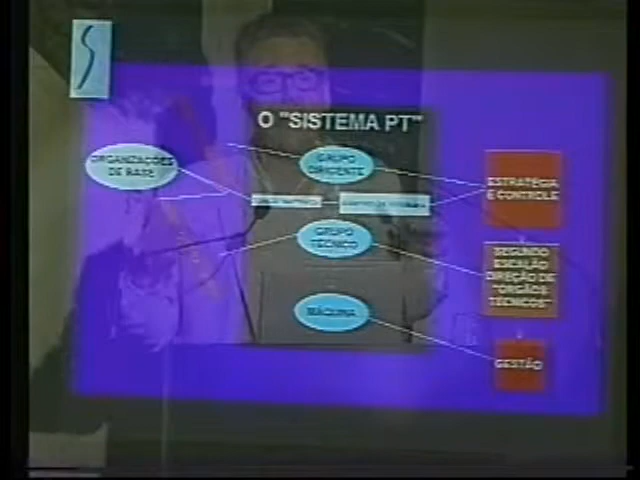 S
O "SISTEMA PT"
ORGANIZAÇÕES
DE BASE
GRUPO
DIRIGENTE
ESTRATÉGIA
E CONTROLE
GRUPO
TÉCNICO
SEGUNDO
ESCALÃO
DIREÇÃO DE
"ÓRGÃOS
TÉCNICOS"
MÁQUINA
GESTÃO